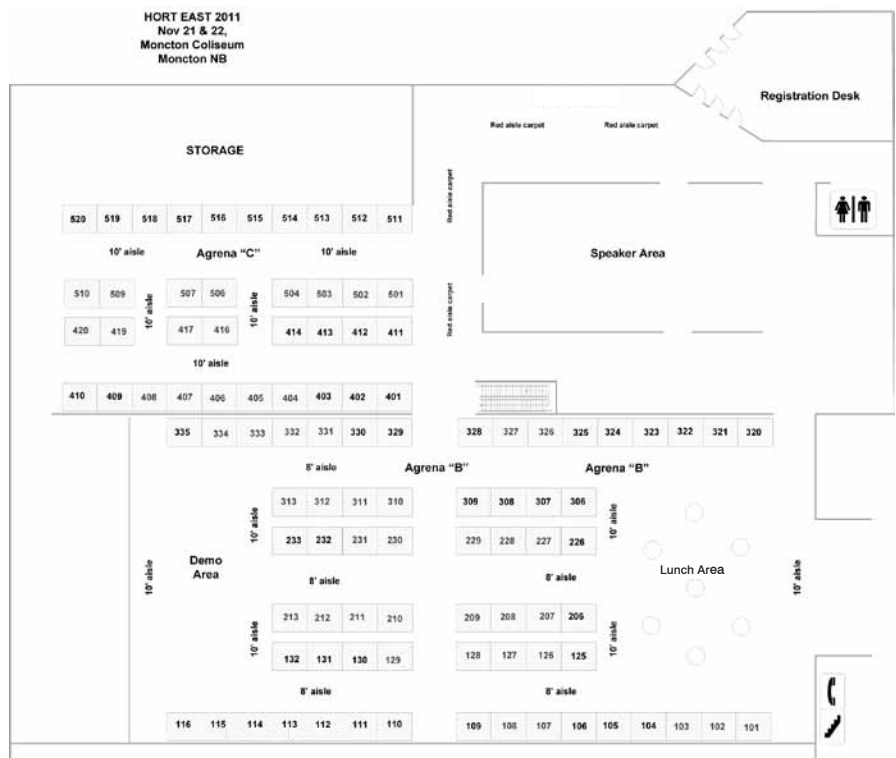 HORT EAST 2011
Nov 21 & 22,
Moncton Coliseum
Moncton NB
Registration Desk
Red aisle carpet Red aisle carpet
STORAGE
Red aisle carpet
520 519 518 517 516 515 514 513 512 511
10' aisle Agrena "C" 10' aisle
Speaker Area
510 509 507 506 504 503 502 501
10' aisle 10' aisle
Red aisle carpet
420 419 417 416 414 413 412 411
10' aisle
410 409 408 407 406 405 404 403 402 401
335 334 333 332 331 330 329 328 327 326 325 324 323 322 321 320
8' aisle Agrena "B" Agrena "B"
313 312 311 310 309 308 307 306
10' aisle 10' aisle
233 232 231 230 229 228 227 226
Demo
Area
10' aisle
8' aisle 8' aisle
Lunch Area
10' aisle
213 212 211 210 209 208 207 206
10' aisle 10' aisle
132 131 130 129 128 127 126 125
8' aisle 8' aisle
116 115 114 113 112 111 110 109 108 107 106 105 104 103 102 101